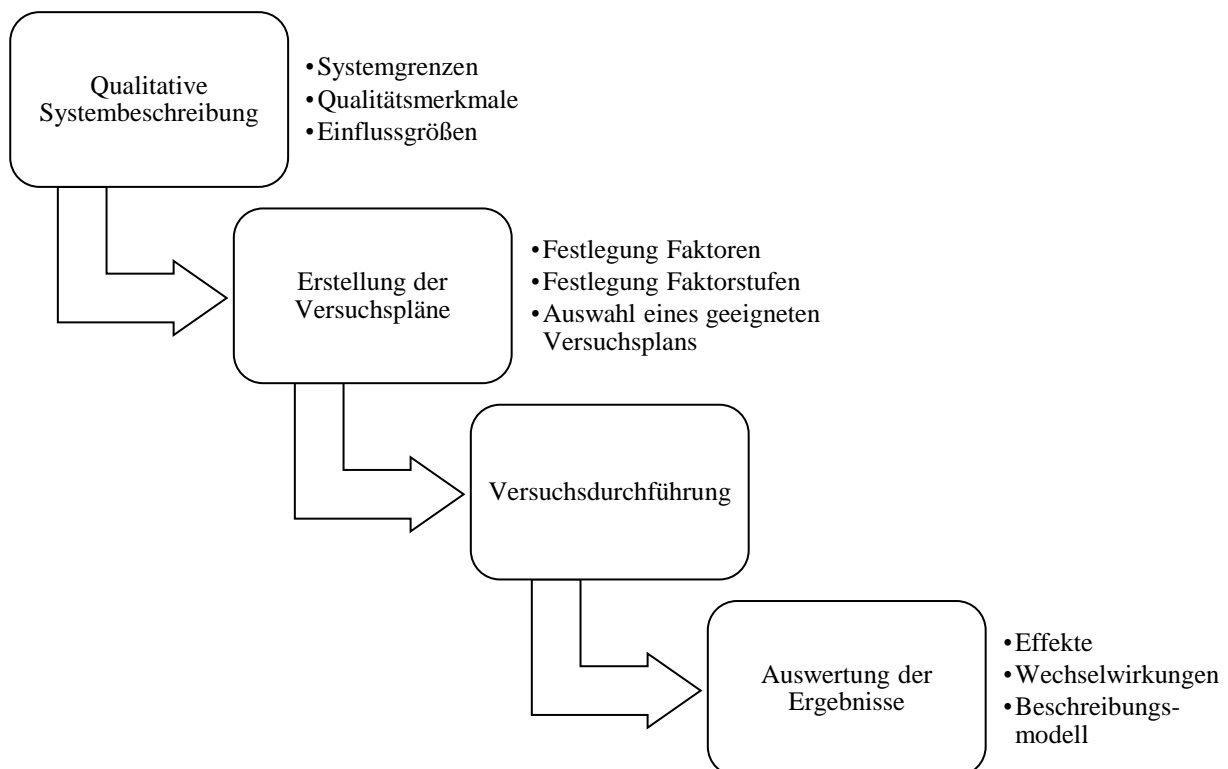 Qualitative
Systembeschreibung
•Systemgrenzen
•Qualitätsmerkmale
•Einflussgrößen
Erstellung der
Versuchspläne
•Festlegung Faktoren
•Festlegung Faktorstufen
•Auswahl eines geeigneten
Versuchsplans
Versuchsdurchführung
Auswertung der
Ergebnisse
•Effekte
•Wechselwirkungen
•Beschreibungs-
modell